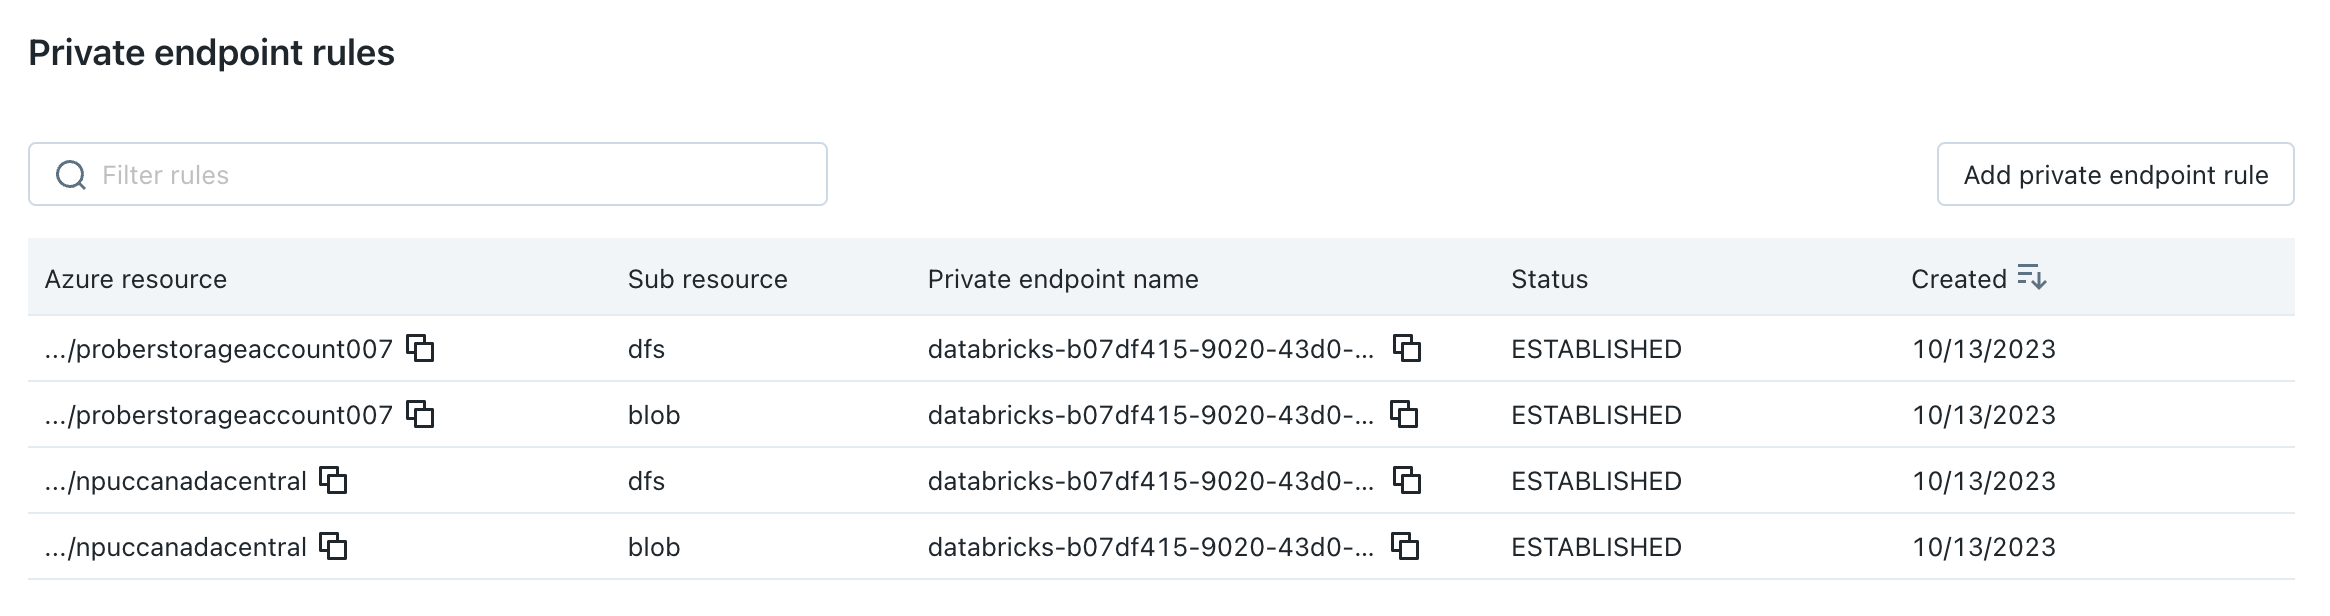 Private endpoint rules
Filter rules
Add private endpoint rule
Azure resource Sub resource Private endpoint name Status Created
.../proberstorageaccount007 dfs databricks-b07df415-9020-43d0-... ESTABLISHED 10/13/2023
.../proberstorageaccount007 blob databricks-b07df415-9020-43d0-... ESTABLISHED 10/13/2023
.../npuccanadacentral dfs databricks-b07df415-9020-43d0-... ESTABLISHED 10/13/2023
.../npuccanadacentral blob databricks-b07df415-9020-43d0-... ESTABLISHED 10/13/2023